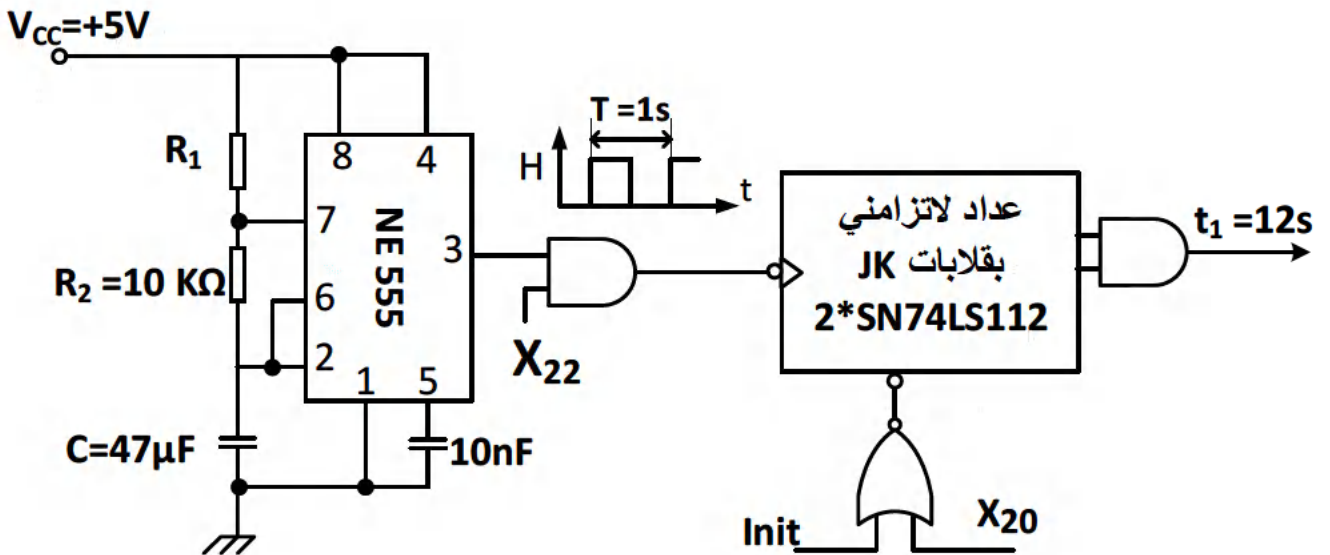 V_CC=+5V
R₁
8
4
7
NE 555
3
R₂ =10 KΩ
6
2
1
5
C=47µF
10nF
T =1s
H
t
X₂₂
عداد لاتزامني
بقلابات JK
2*SN74LS112
t₁ =12s
Init
X₂₀